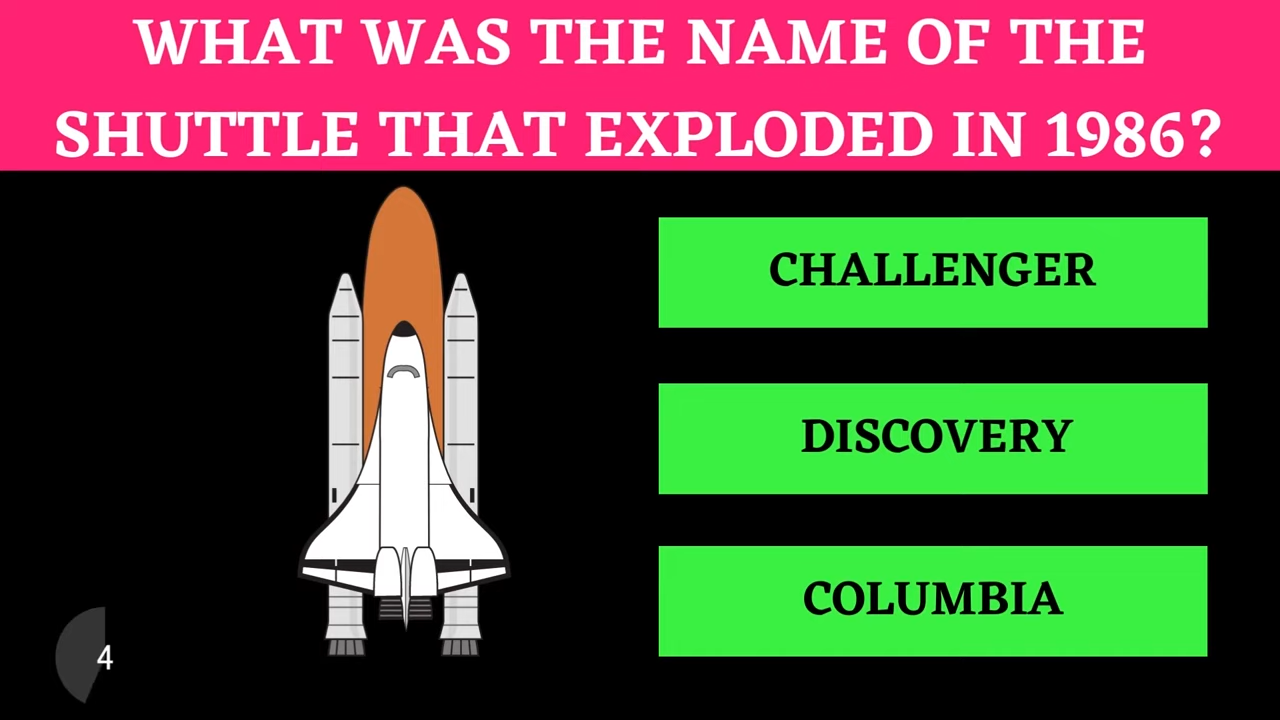 WHAT WAS THE NAME OF THE
SHUTTLE THAT EXPLODED IN 1986?
CHALLENGER
DISCOVERY
COLUMBIA
4